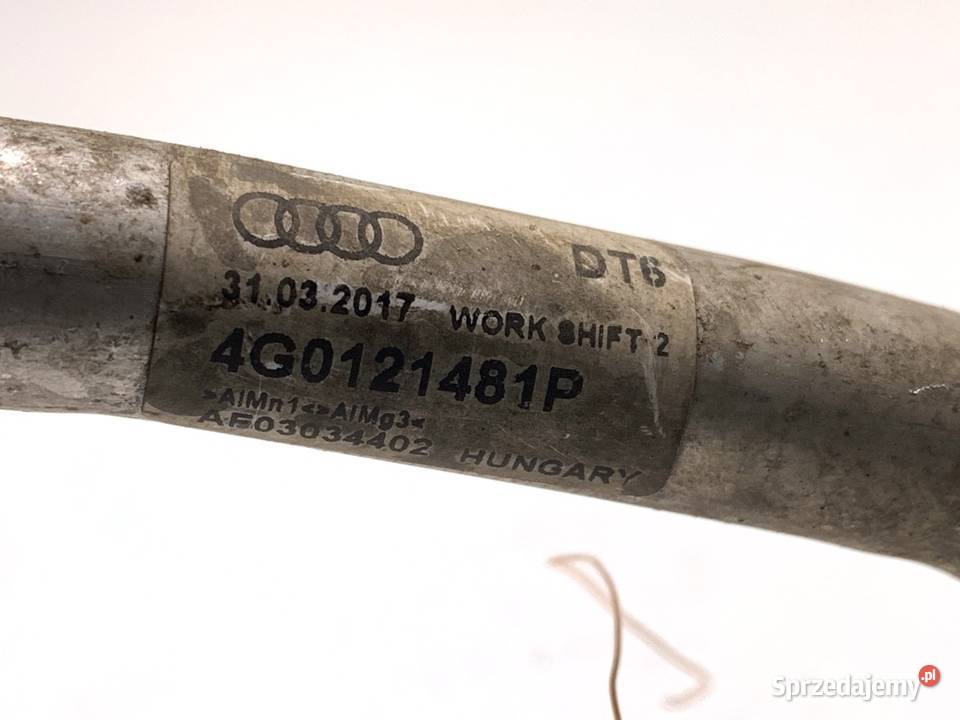 DT6
31.03.2017 WORK SHIFT 2
4G0121481P
>AlMn1<>AlMg3<
AF03034402 HUNGARY
Sprzedajemy.pl